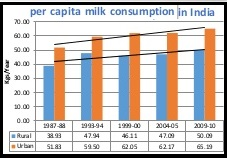 per capita milk consumption in India
Kgs/Year
70.00
60.00
50.00
40.00
30.00
20.00
10.00
0.00
1987-88 1993-94 1999-00 2004-05 2009-10
Rural 38.93 47.94 46.11 47.09 50.09
Urban 51.83 59.50 62.05 62.17 65.19